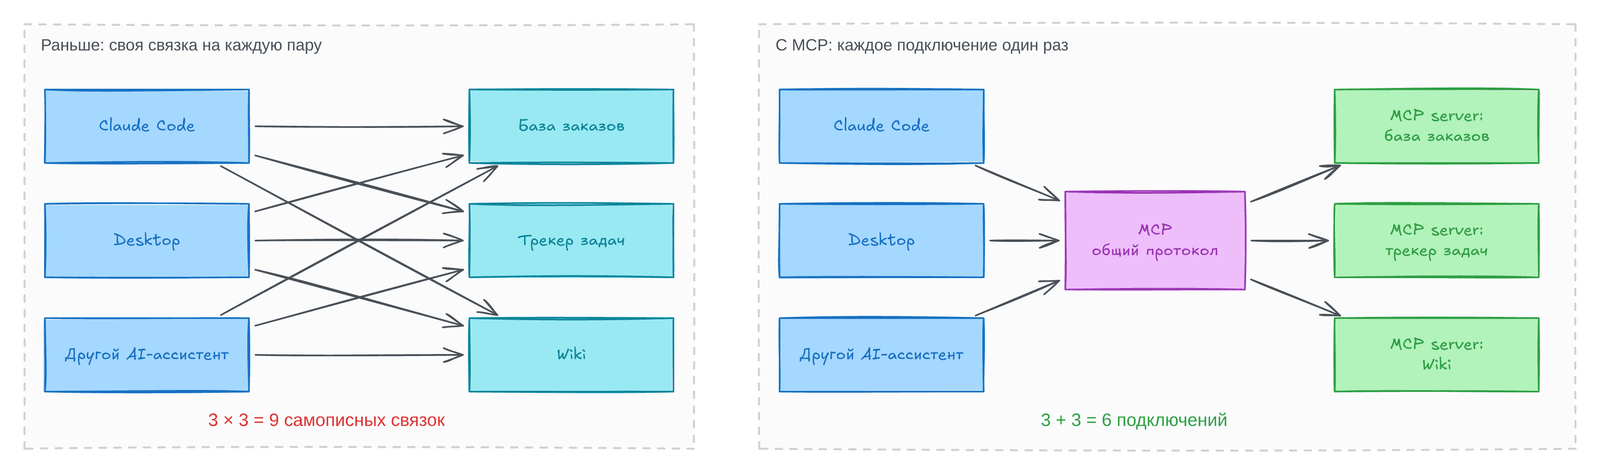 Раньше: своя связка на каждую пару
Claude Code
База заказов
Desktop
Трекер задач
Другой AI-ассистент
Wiki
3 × 3 = 9 самописных связок
С MCP: каждое подключение один раз
Claude Code
MCP server:
база заказов
Desktop
MCP
общий протокол
MCP server:
трекер задач
Другой AI-ассистент
MCP server:
Wiki
3 + 3 = 6 подключений